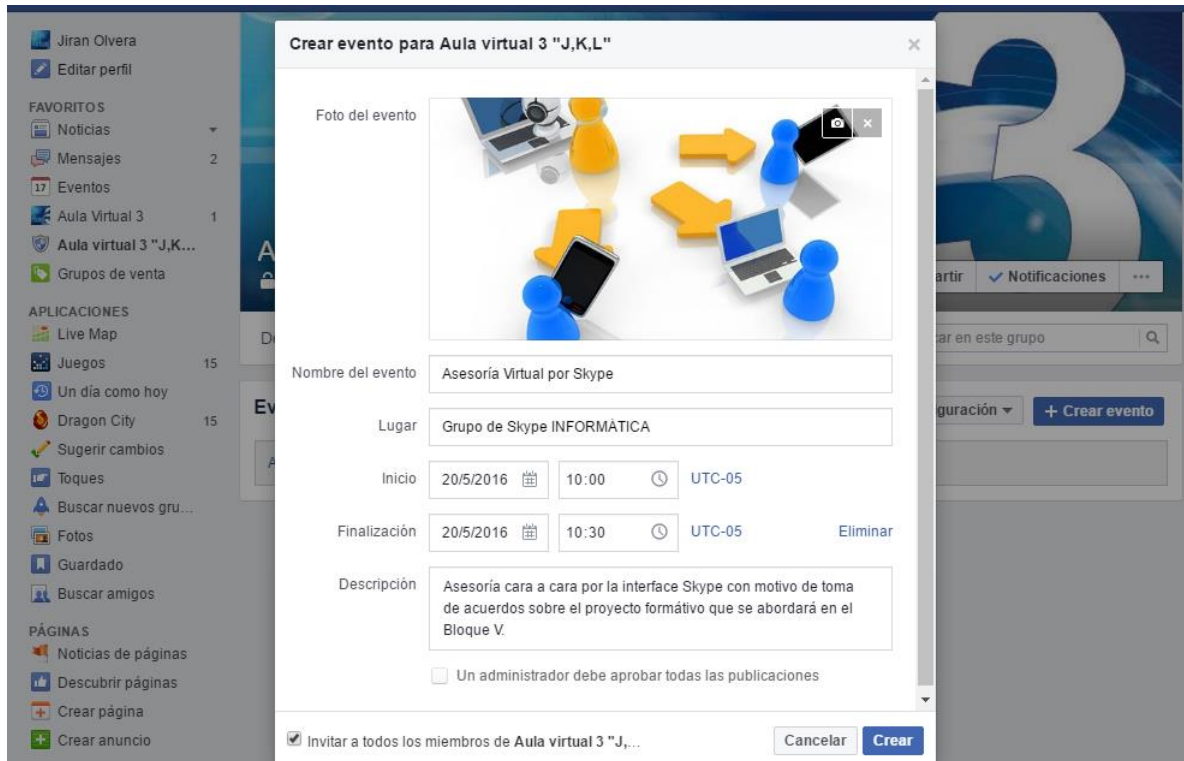 Jiran Olvera
Editar perfil
FAVORITOS
Noticias
Mensajes 2
17 Eventos
Aula Virtual 3 1
Aula virtual 3 "J,K...
Grupos de venta
APLICACIONES
Live Map
Juegos 15
Un día como hoy
Dragon City 15
Sugerir cambios
Toques
Buscar nuevos gru...
Fotos
Guardado
Buscar amigos
PÁGINAS
Noticias de páginas
Descubrir páginas
Crear página
Crear anuncio
Crear evento para Aula virtual 3 "J,K,L"
Foto del evento
Nombre del evento Asesoría Virtual por Skype
Lugar Grupo de Skype INFORMÁTICA
Inicio 20/5/2016 10:00 UTC-05
Finalización 20/5/2016 10:30 UTC-05 Eliminar
Descripción
Asesoría cara a cara por la interface Skype con motivo de toma
de acuerdos sobre el proyecto formátivo que se abordará en el
Bloque V.
Un administrador debe aprobar todas las publicaciones
Invitar a todos los miembros de Aula virtual 3 "J,...
Cancelar Crear
3
artir Notificaciones ...
car en este grupo
Ev
guración + Crear evento